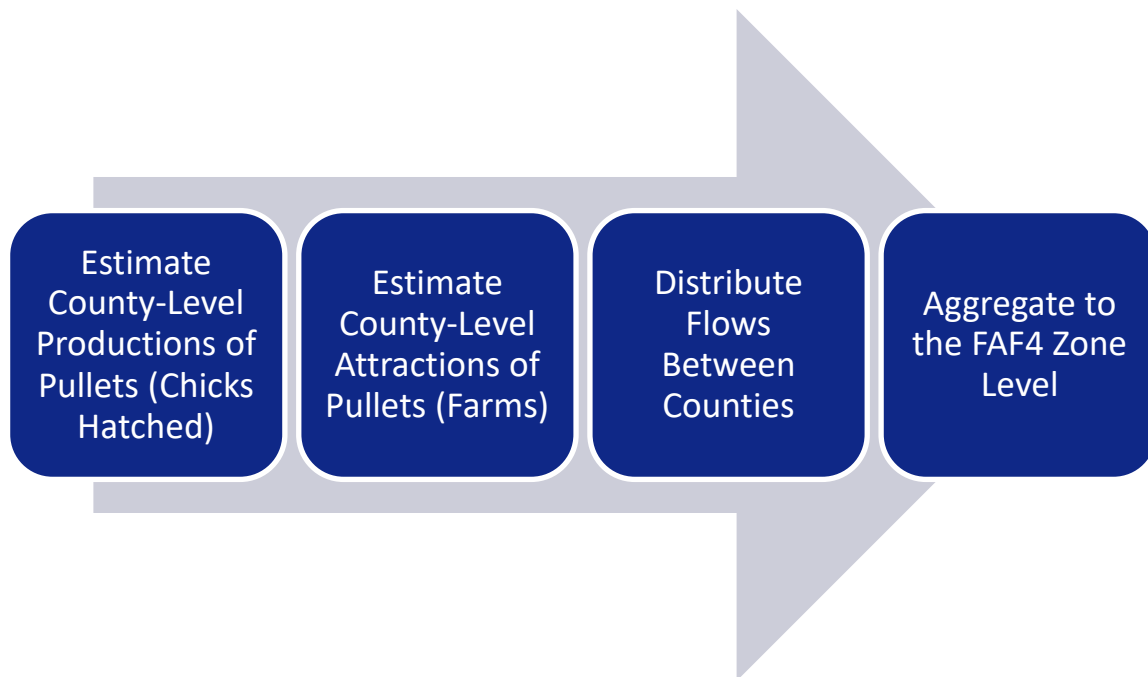 Estimate
County-Level
Productions of
Pullets (Chicks
Hatched)
Estimate
County-Level
Attractions of
Pullets (Farms)
Distribute
Flows
Between
Counties
Aggregate to
the FAF4 Zone
Level